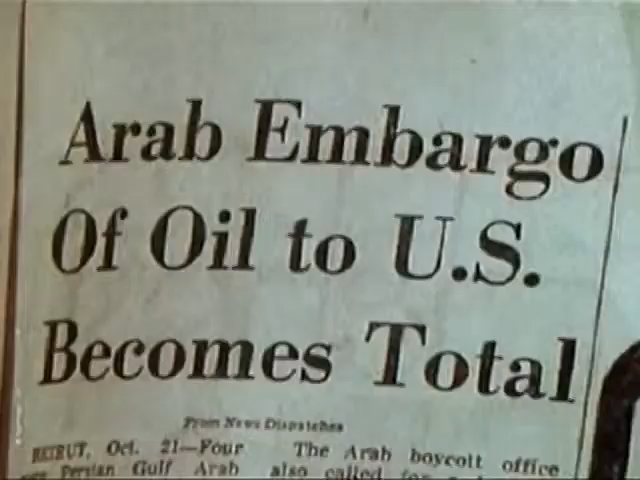 Arab Embargo
Of Oil to U.S.
Becomes Total
From News Dispatches
BEIRUT, Oct. 21—Four
Persian Gulf Arab
The Arab boycott office
also called for